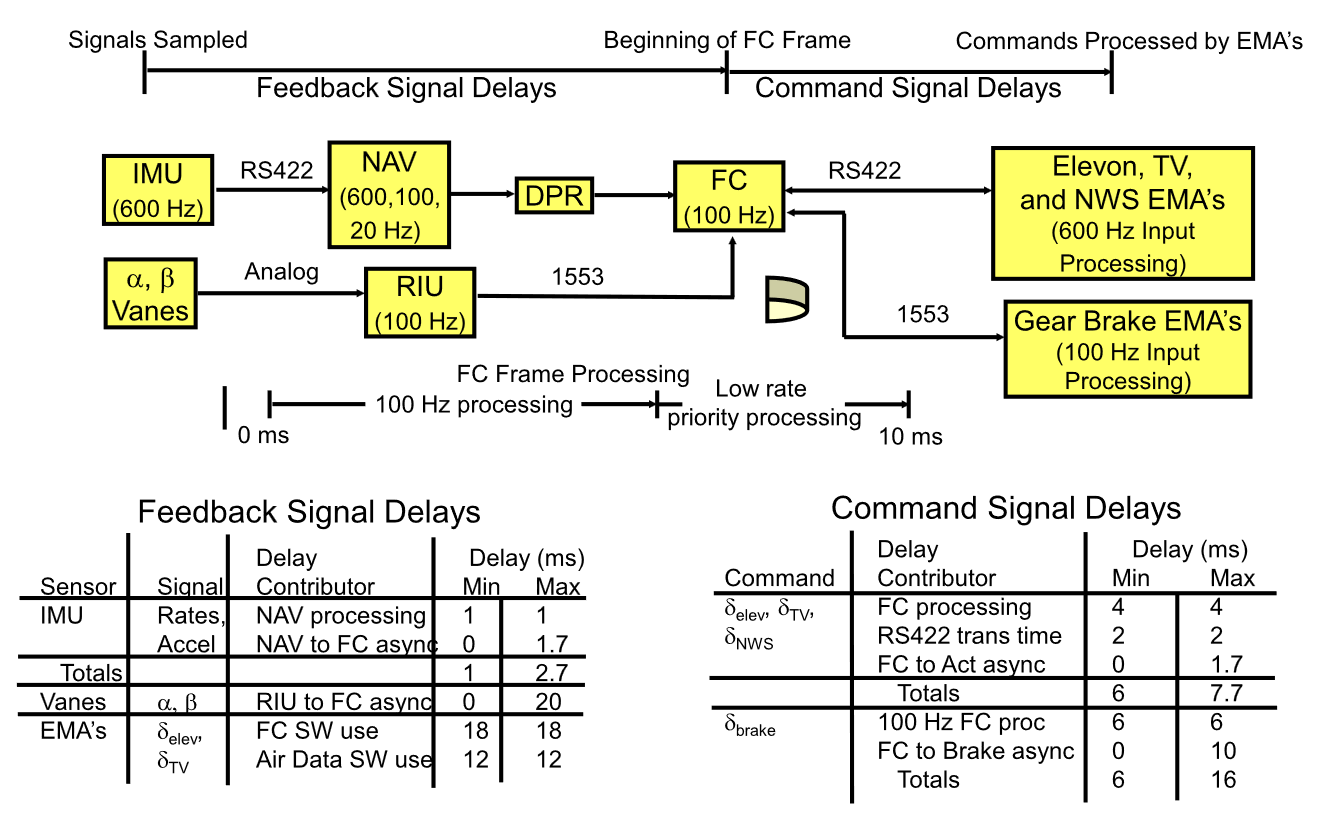 Signals Sampled
Beginning of FC Frame
Commands Processed by EMA's
Feedback Signal Delays
Command Signal Delays
IMU
(600 Hz)
RS422
NAV
(600,100,
20 Hz)
DPR
FC
(100 Hz)
RS422
Elevon, TV,
and NWS EMA's
(600 Hz Input
Processing)
α, β
Vanes
Analog
RIU
(100 Hz)
1553
1553
Gear Brake EMA's
(100 Hz Input
Processing)
FC Frame Processing
100 Hz processing
Low rate
priority processing
0 ms
10 ms
Feedback Signal Delays
Delay Delay (ms)
Sensor Signal Contributor Min Max
IMU Rates, NAV processing 1 1
Accel NAV to FC async 0 1.7
Totals 1 2.7
Vanes α, β RIU to FC async 0 20
EMA's δelev, FC SW use 18 18
δTV Air Data SW use 12 12
Command Signal Delays
Delay Delay (ms)
Command Contributor Min Max
δelev, δTV, FC processing 4 4
δNWS RS422 trans time 2 2
FC to Act async 0 1.7
Totals 6 7.7
δbrake 100 Hz FC proc 6 6
FC to Brake async 0 10
Totals 6 16